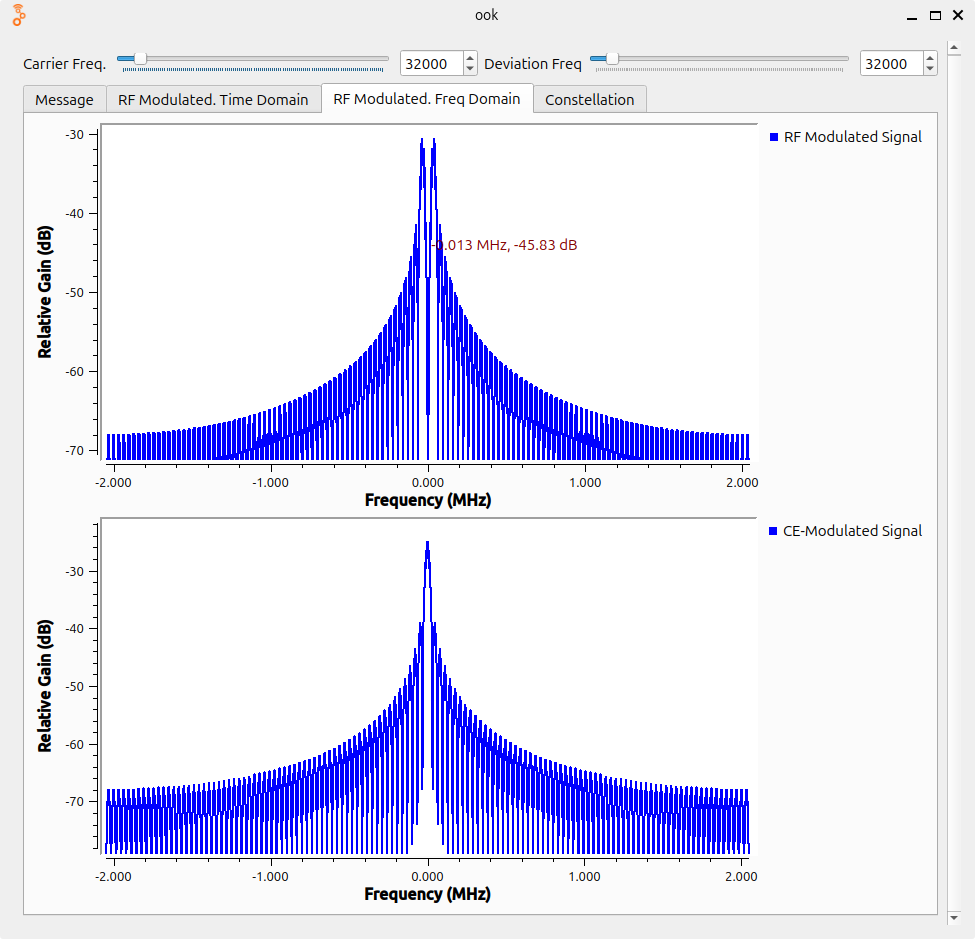 ook
Carrier Freq. 32000 Deviation Freq 32000
Message RF Modulated. Time Domain RF Modulated. Freq Domain Constellation
RF Modulated Signal
Relative Gain (dB)
-30
-40
-0.013 MHz, -45.83 dB
-50
-60
-70
-2.000 -1.000 0.000 1.000 2.000
Frequency (MHz)
CE-Modulated Signal
Relative Gain (dB)
-30
-40
-50
-60
-70
-2.000 -1.000 0.000 1.000 2.000
Frequency (MHz)